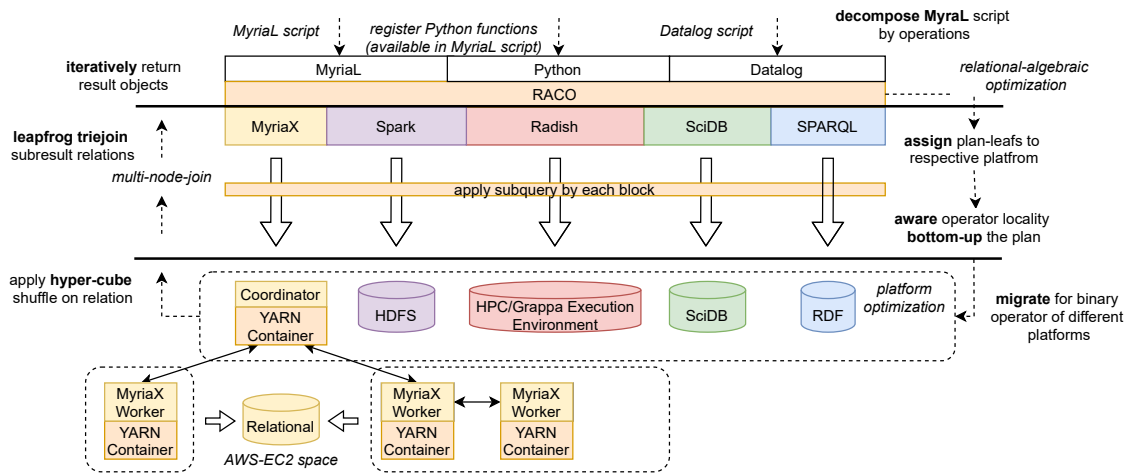 MyriaL script
register Python functions
(available in MyriaL script)
Datalog script
decompose MyraL script
by operations
iteratively return
result objects
MyriaL
Python
Datalog
relational-algebraic
optimization
RACO
MyriaX
Spark
Radish
SciDB
SPARQL
leapfrog triejoin
subresult relations
assign plan-leafs to
respective platfrom
multi-node-join
apply subquery by each block
aware operator locality
bottom-up the plan
apply hyper-cube
shuffle on relation
Coordinator
YARN
Container
HDFS
HPC/Grappa Execution
Environment
SciDB
RDF
platform
optimization
migrate for binary
operator of different
platforms
MyriaX
Worker
YARN
Container
Relational
AWS-EC2 space
MyriaX
Worker
YARN
Container
MyriaX
Worker
YARN
Container